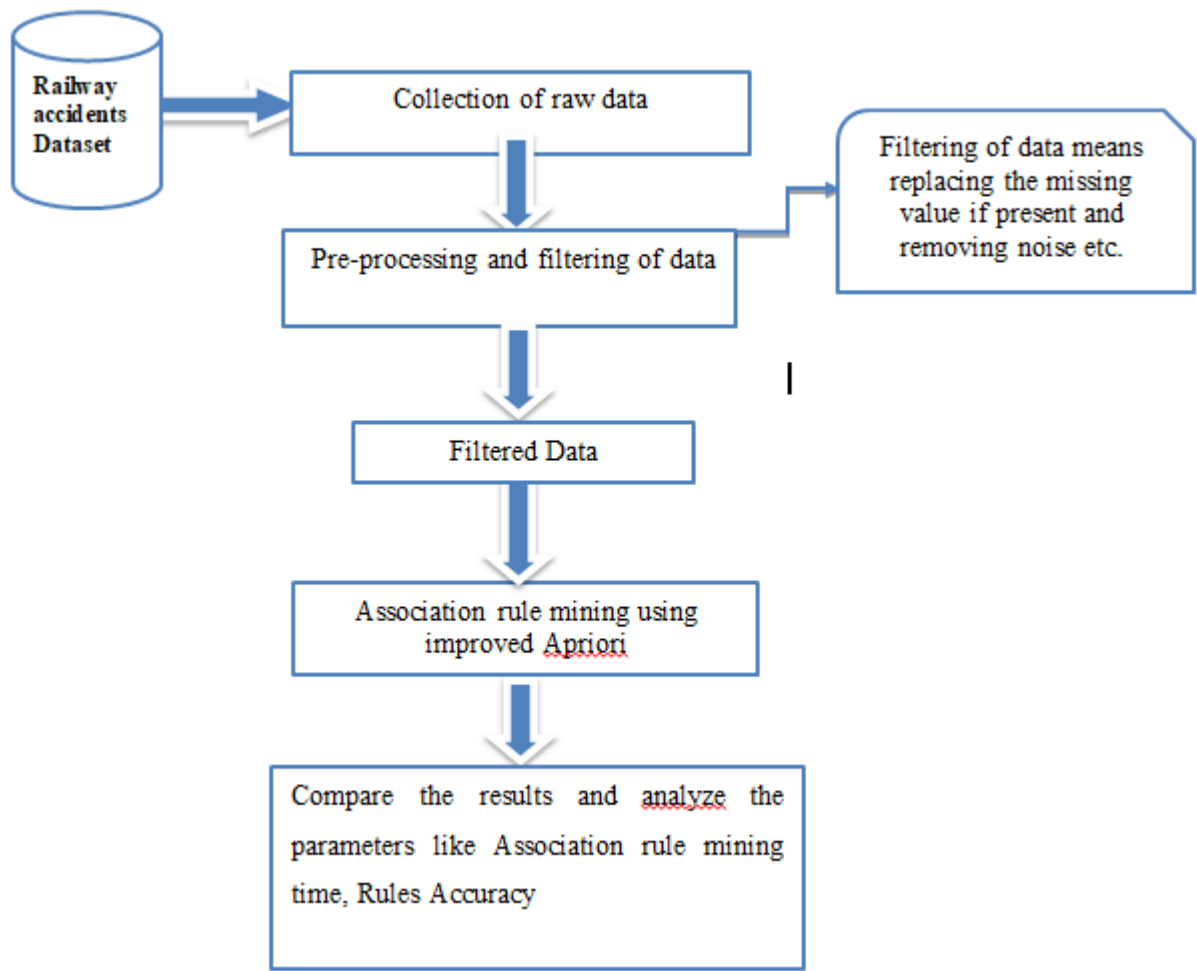 Railway
accidents
Dataset
Collection of raw data
Filtering of data means
replacing the missing
value if present and
removing noise etc.
Pre-processing and filtering of data
Filtered Data
Association rule mining using
improved Apriori
Compare the results and analyze the
parameters like Association rule mining
time, Rules Accuracy